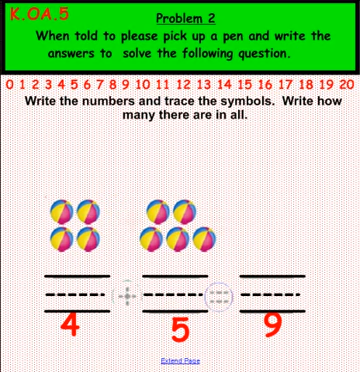 K.OA.5
Problem 2
When told to please pick up a pen and write the
answers to solve the following question.
0 1 2 3 4 5 6 7 8 9 10 11 12 13 14 15 16 17 18 19 20
Write the numbers and trace the symbols. Write how
many there are in all.
+ =
4 5 9
Extend Page